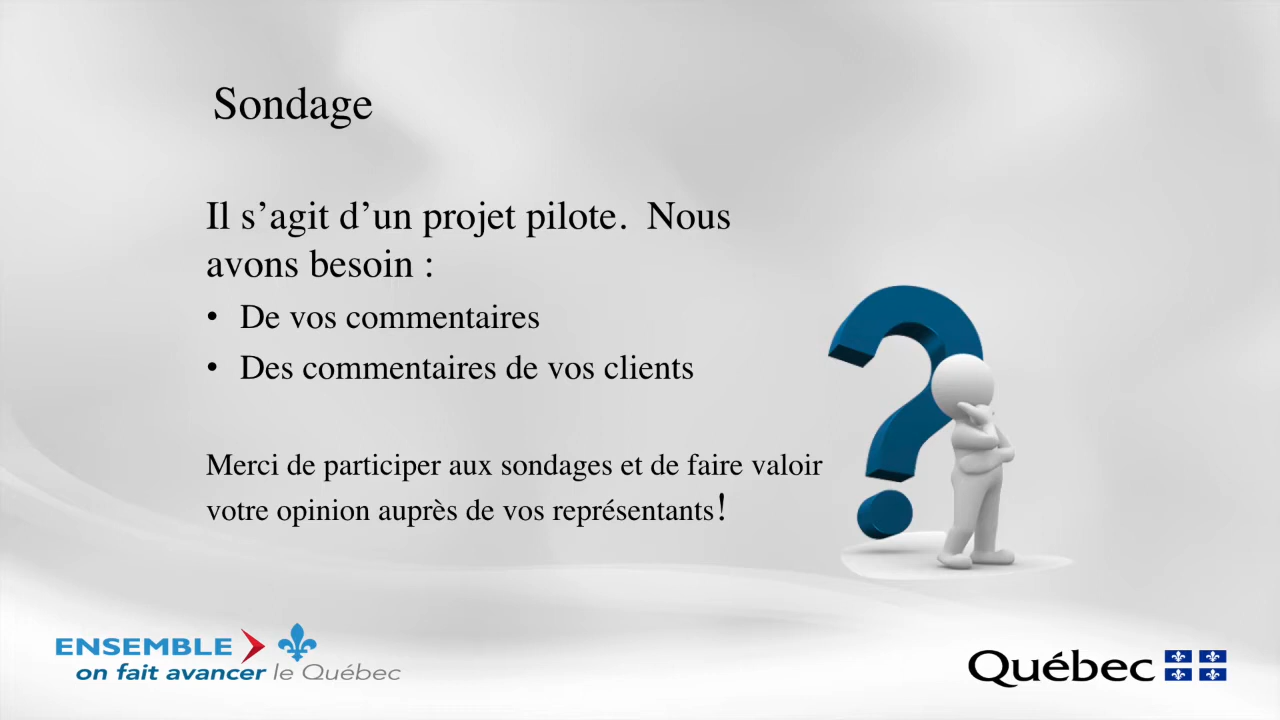 Sondage
Il s’agit d’un projet pilote.  Nous
avons besoin :
• De vos commentaires
• Des commentaires de vos clients
Merci de participer aux sondages et de faire valoir
votre opinion auprès de vos représentants!
ENSEMBLE
on fait avancer le Québec
Québec